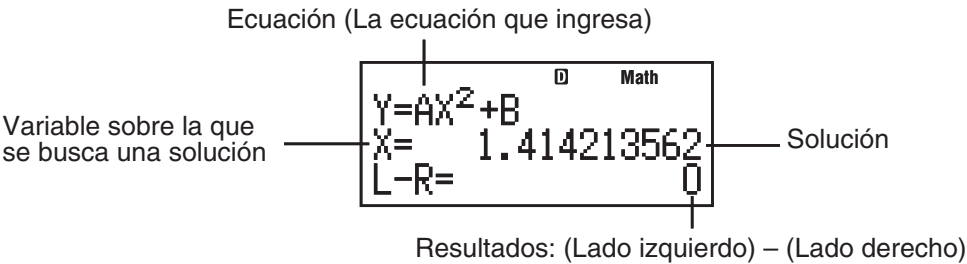 Ecuación (La ecuación que ingresa)
D Math
Y=AX²+B
Variable sobre la que
se busca una solución
X= 1.414213562
Solución
L-R= 0
Resultados: (Lado izquierdo) – (Lado derecho)